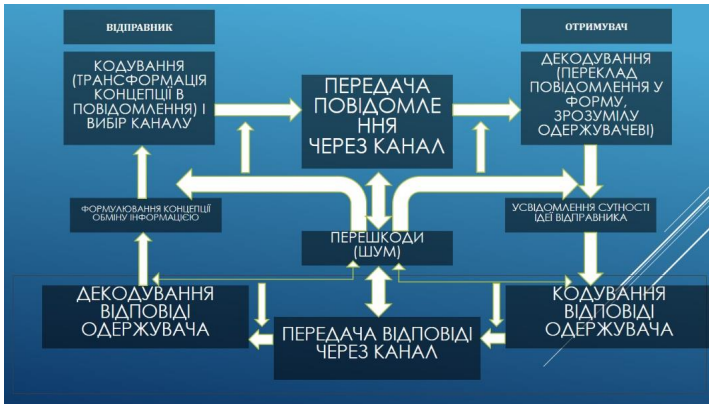 ВІДПРАВНИК
ОТРИМУВАЧ
КОДУВАННЯ
(ТРАНСФОРМАЦІЯ
КОНЦЕПЦІЇ В
ПОВІДОМЛЕННЯ) І
ВИБІР КАНАЛУ
ПЕРЕДАЧА
ПОВІДОМЛЕ
ННЯ
ЧЕРЕЗ КАНАЛ
ДЕКОДУВАННЯ
(ПЕРЕКЛАД
ПОВІДОМЛЕННЯ У
ФОРМУ,
ЗРОЗУМІЛУ
ОДЕРЖУВАЧЕВІ)
ФОРМУЛЮВАННЯ КОНЦЕПЦІЇ
ОБМІНУ ІНФОРМАЦІЄЮ
ПЕРЕШКОДИ
(ШУМ)
УСВІДОМЛЕННЯ СУТНОСТІ
ІДЕЇ ВІДПРАВНИКА
ДЕКОДУВАННЯ
ВІДПОВІДІ
ОДЕРЖУВАЧА
ПЕРЕДАЧА ВІДПОВІДІ
ЧЕРЕЗ КАНАЛ
КОДУВАННЯ
ВІДПОВІДІ
ОДЕРЖУВАЧА